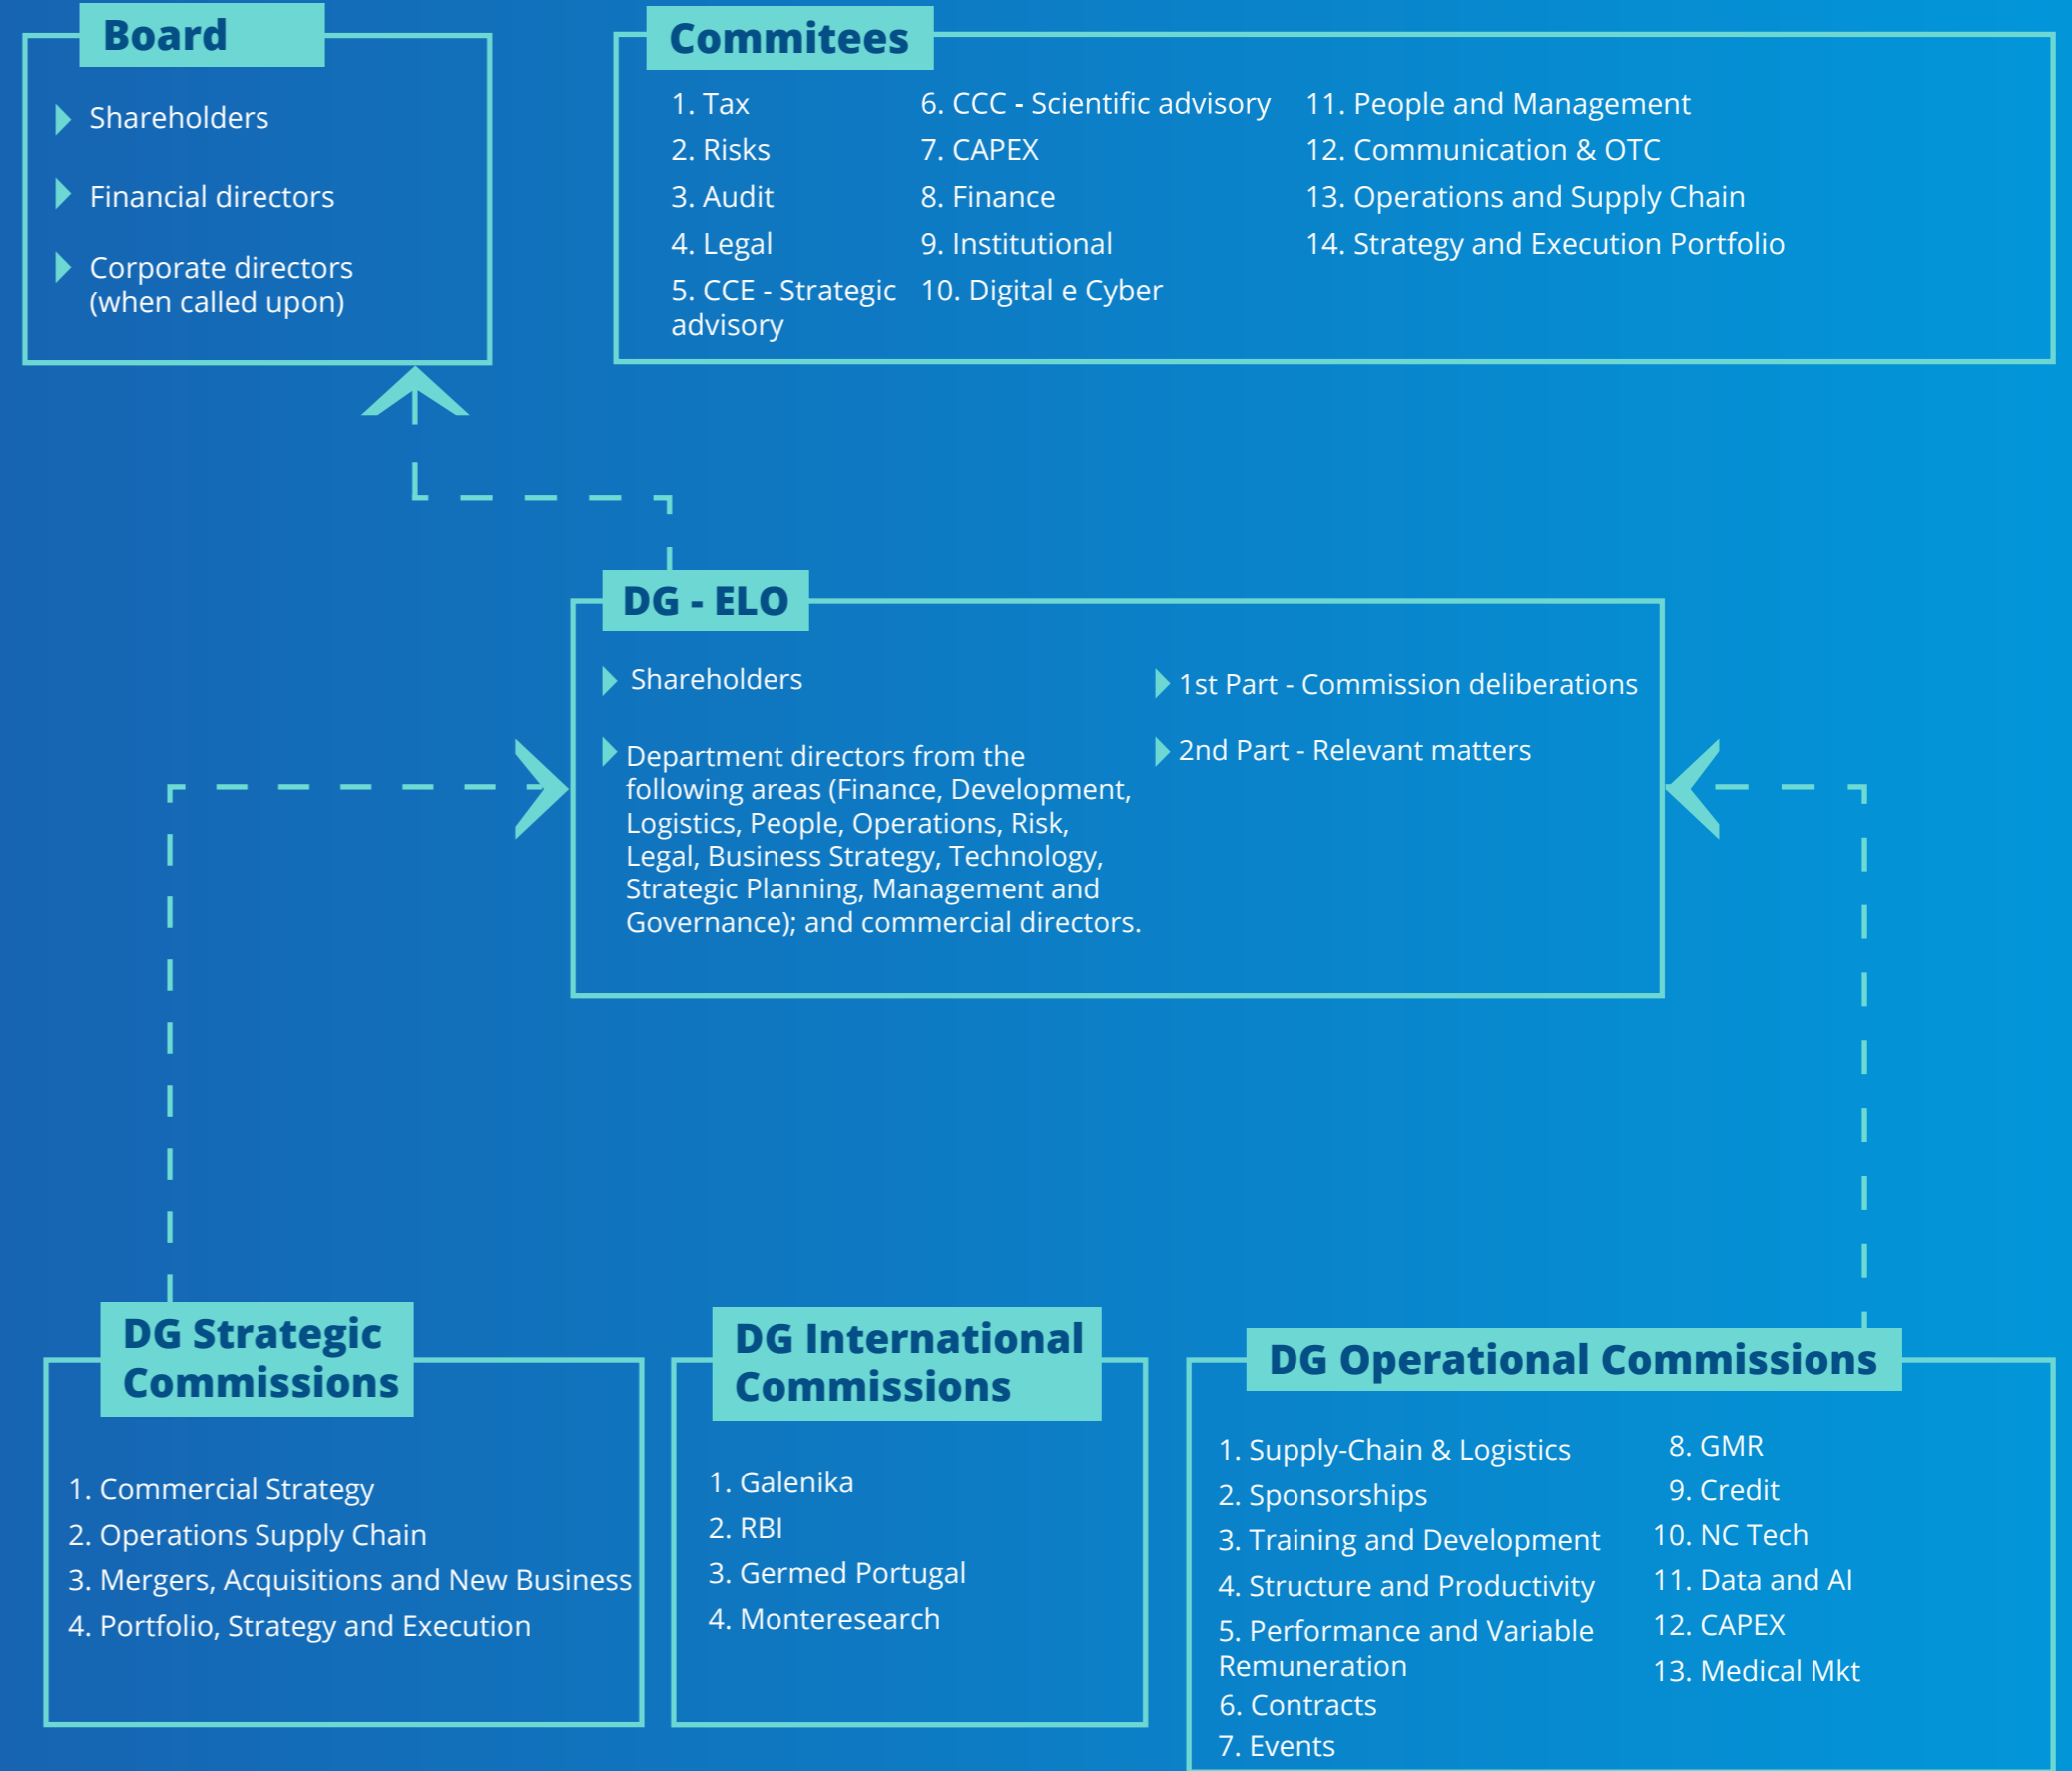 Board
Shareholders
Financial directors
Corporate directors
(when called upon)
Commitees
1. Tax
2. Risks
3. Audit
4. Legal
5. CCE - Strategic
advisory
6. CCC - Scientific advisory
7. CAPEX
8. Finance
9. Institutional
10. Digital e Cyber
11. People and Management
12. Communication & OTC
13. Operations and Supply Chain
14. Strategy and Execution Portfolio
DG - ELO
Shareholders
Department directors from the
following areas (Finance, Development,
Logistics, People, Operations, Risk,
Legal, Business Strategy, Technology,
Strategic Planning, Management and
Governance); and commercial directors.
1st Part - Commission deliberations
2nd Part - Relevant matters
DG Strategic
Commissions
1. Commercial Strategy
2. Operations Supply Chain
3. Mergers, Acquisitions and New Business
4. Portfolio, Strategy and Execution
DG International
Commissions
1. Galenika
2. RBI
3. Germed Portugal
4. Monteresearch
DG Operational Commissions
1. Supply-Chain & Logistics
2. Sponsorships
3. Training and Development
4. Structure and Productivity
5. Performance and Variable
Remuneration
6. Contracts
7. Events
8. GMR
9. Credit
10. NC Tech
11. Data and AI
12. CAPEX
13. Medical Mkt